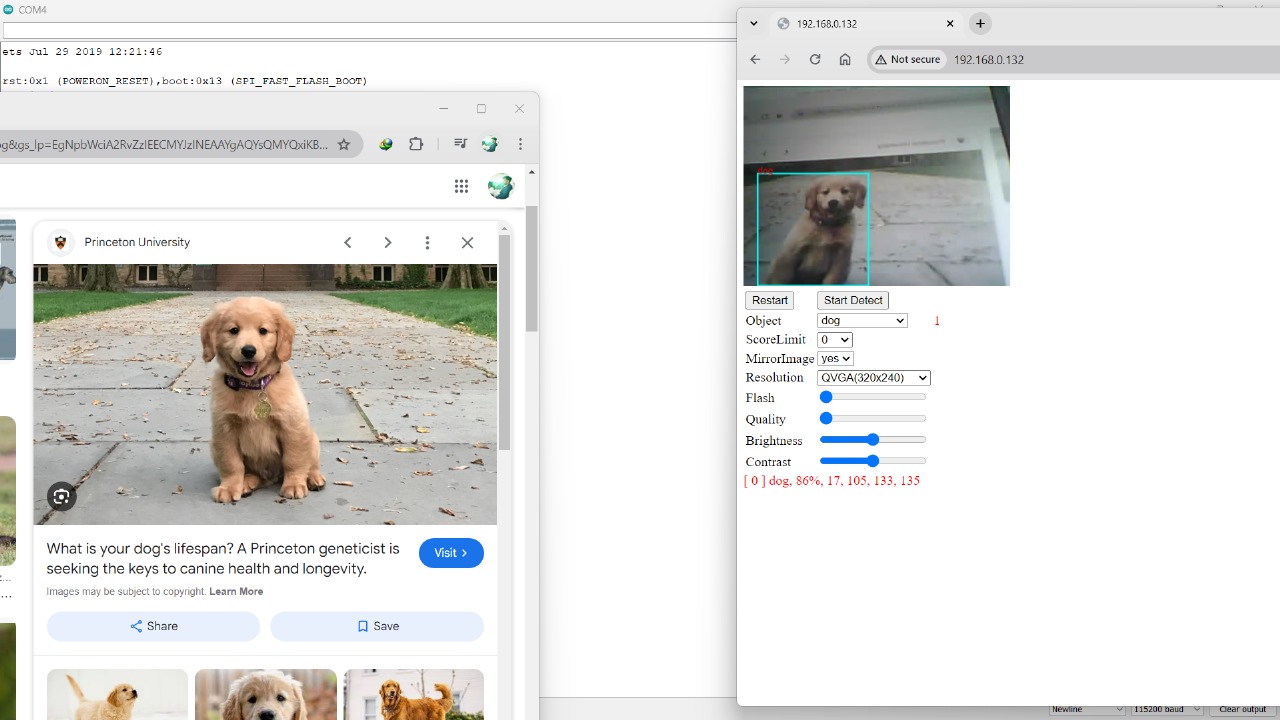 COM4
ets Jul 29 2019 12:21:46
rst:0x1 (POWERON_RESET),boot:0x13 (SPI_FAST_FLASH_BOOT)
Princeton University
What is your dog's lifespan? A Princeton geneticist is
seeking the keys to canine health and longevity.
Visit
Images may be subject to copyright. Learn More
Share
Save
192.168.0.132
Not secure
192.168.0.132
dog
Restart
Start Detect
Object dog 1
ScoreLimit 0
MirrorImage yes
Resolution QVGA(320x240)
Flash
Quality
Brightness
Contrast
[ 0 ] dog, 86%, 17, 105, 133, 135
Newline
115200 baud
Clear output